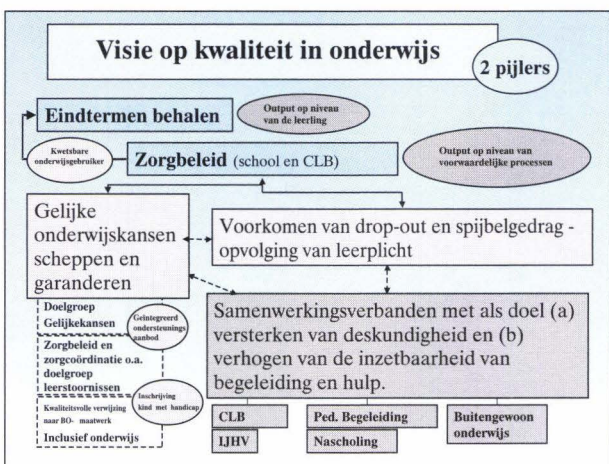 Visie op kwaliteit in onderwijs
2 pijlers
Eindtermen behalen
Output op niveau
van de leerling
Kwetsbare
onderwijsgebruiker
Zorgbeleid (school en CLB)
Output op niveau van
voorwaardelijke processen
Gelijke
onderwijskansen
scheppen en
garanderen
Voorkomen van drop-out en spijbelgedrag -
opvolging van leerplicht
Doelgroep
Gelijkekansen
Geïntegreerd
ondersteunings
aanbod
Zorgbeleid en
zorgcoördinatie o.a.
doelgroep
leerstoornissen
Inschrijving
kind met handicap
Kwaliteitsvolle verwijzing
naar BO- maatwerk
Inclusief onderwijs
Samenwerkingsverbanden met als doel (a)
versterken van deskundigheid en (b)
verhogen van de inzetbaarheid van
begeleiding en hulp.
CLB
Ped. Begeleiding
Buitengewoon
onderwijs
IJHV
Nascholing